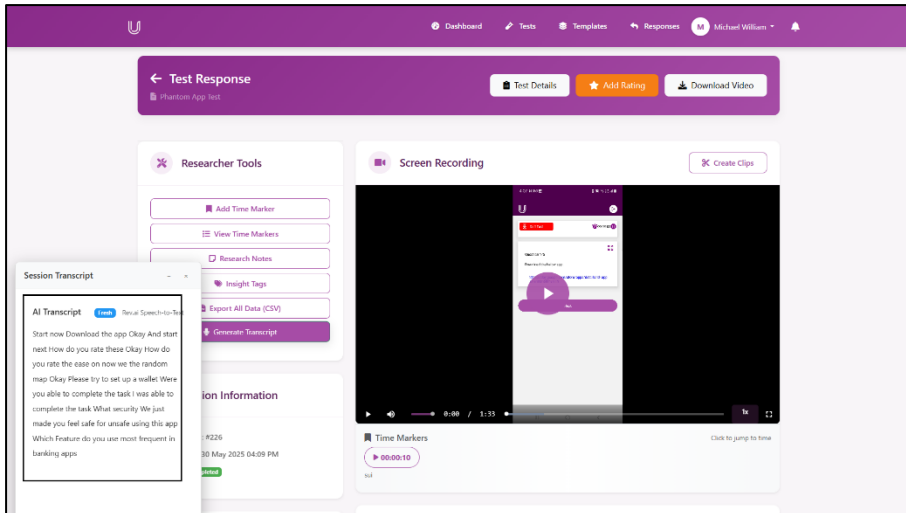 Dashboard
Tests
Templates
Responses
M
Michael William
Test Response
Phantom App Test
Test Details
Add Rating
Download Video
Researcher Tools
Add Time Marker
View Time Markers
Research Notes
Insight Tags
Export All Data (CSV)
Generate Transcript
Session Transcript
AI Transcript
Fresh
Rev.ai Speech-to-Text
Start now Download the app Okay And start
next How do you rate these Okay How do
you rate the ease on now we the random
map Okay Please try to set up a wallet Were
you able to complete the task I was able to
complete the task What security We just
made you feel safe for unsafe using this app
Which Feature do you use most frequent in
banking apps
ion Information
: #226
30 May 2025 04:09 PM
pleted
Screen Recording
Create Clips
0:00 / 1:33
1x
Time Markers
Click to jump to time
00:00:10